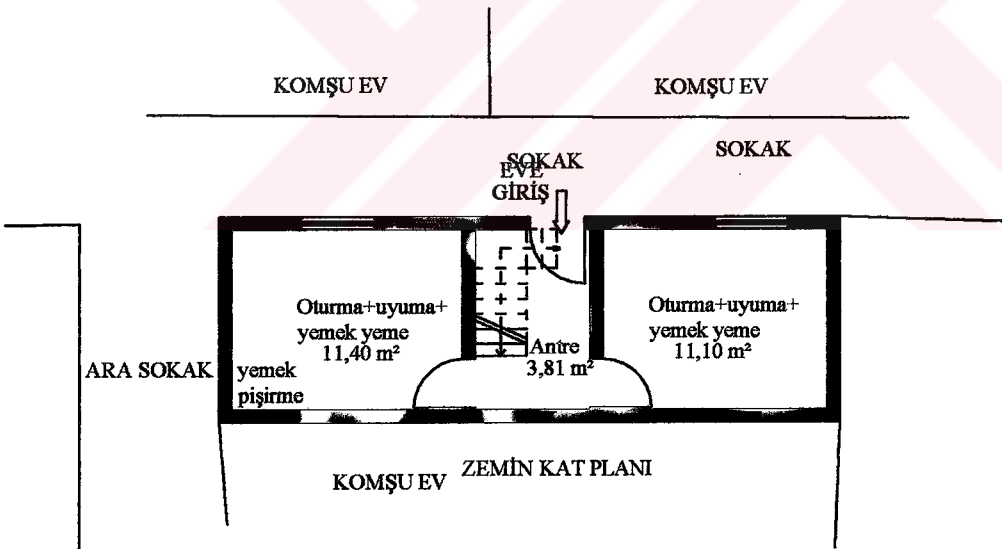 KOMŞU EV
KOMŞU EV
SOKAK
SOKAK
EVE
GİRİŞ
Oturma+uyuma+
yemek yeme
11,40 m²
Oturma+uyuma+
yemek yeme
11,10 m²
Antre
3,81 m²
ARA SOKAK
yemek
pişirme
KOMŞU EV
ZEMİN KAT PLANI